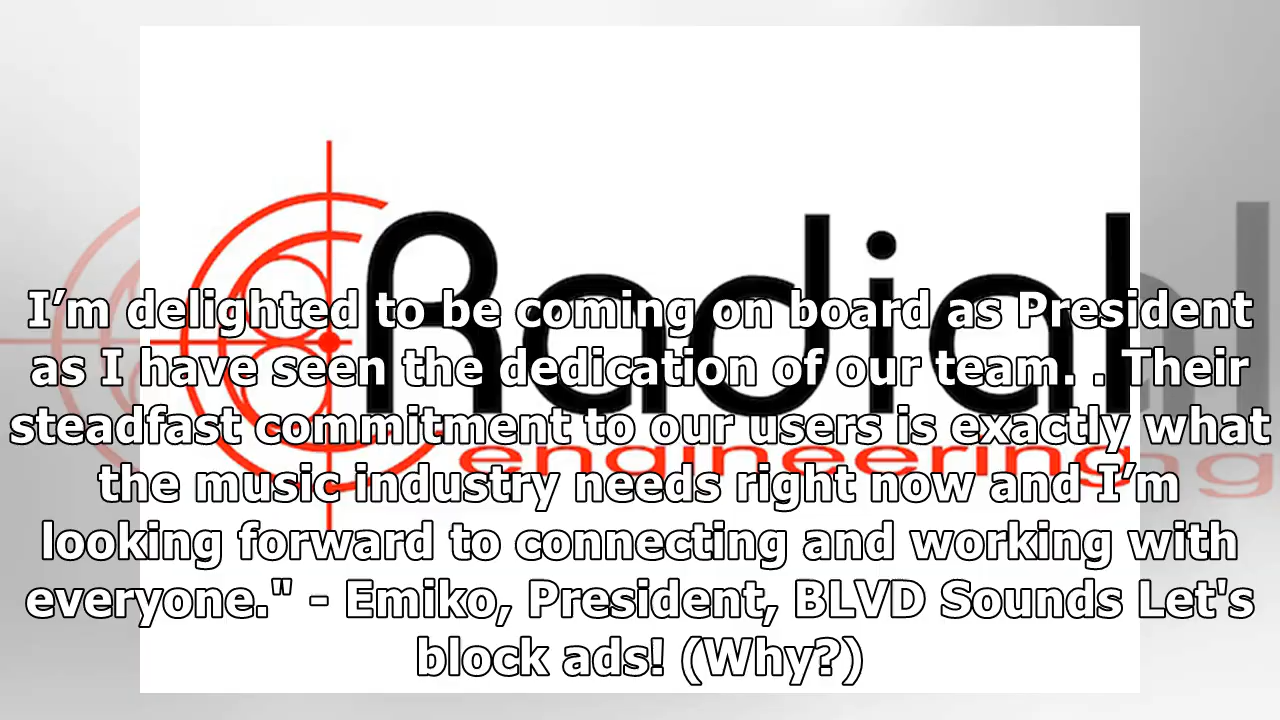 Radial
engineering
I’m delighted to be coming on board as President
as I have seen the dedication of our team. . Their
steadfast commitment to our users is exactly what
the music industry needs right now and I’m
looking forward to connecting and working with
everyone." - Emiko, President, BLVD Sounds Let's
block ads! (Why?)